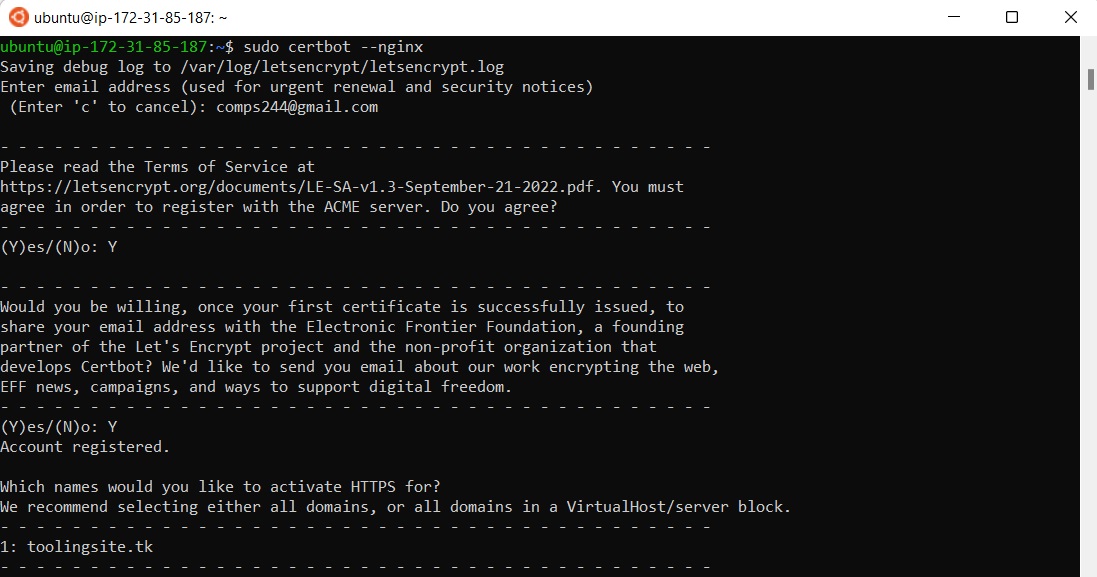 ubuntu@ip-172-31-85-187: ~
ubuntu@ip-172-31-85-187:~$ sudo certbot --nginx
Saving debug log to /var/log/letsencrypt/letsencrypt.log
Enter email address (used for urgent renewal and security notices)
 (Enter 'c' to cancel): comps244@gmail.com

- - - - - - - - - - - - - - - - - - - - - - - - - - - - - - - - - - - - - - - -
Please read the Terms of Service at
https://letsencrypt.org/documents/LE-SA-v1.3-September-21-2022.pdf. You must
agree in order to register with the ACME server. Do you agree?
- - - - - - - - - - - - - - - - - - - - - - - - - - - - - - - - - - - - - - - -
(Y)es/(N)o: Y

- - - - - - - - - - - - - - - - - - - - - - - - - - - - - - - - - - - - - - - -
Would you be willing, once your first certificate is successfully issued, to
share your email address with the Electronic Frontier Foundation, a founding
partner of the Let's Encrypt project and the non-profit organization that
develops Certbot? We'd like to send you email about our work encrypting the web,
EFF news, campaigns, and ways to support digital freedom.
- - - - - - - - - - - - - - - - - - - - - - - - - - - - - - - - - - - - - - - -
(Y)es/(N)o: Y
Account registered.

Which names would you like to activate HTTPS for?
We recommend selecting either all domains, or all domains in a VirtualHost/server block.
- - - - - - - - - - - - - - - - - - - - - - - - - - - - - - - - - - - - - - - -
1: toolingsite.tk
- - - - - - - - - - - - - - - - - - - - - - - - - - - - - - - - - - - - - - - -